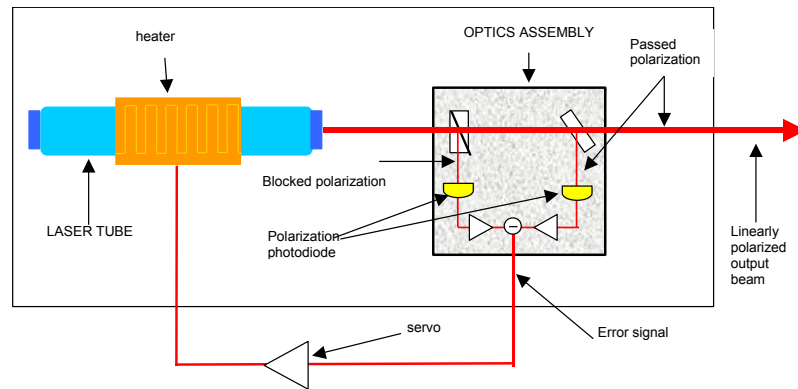 heater
OPTICS ASSEMBLY
Passed
polarization
Blocked polarization
LASER TUBE
Polarization
photodiode
Linearly
polarized
output
beam
servo
Error signal